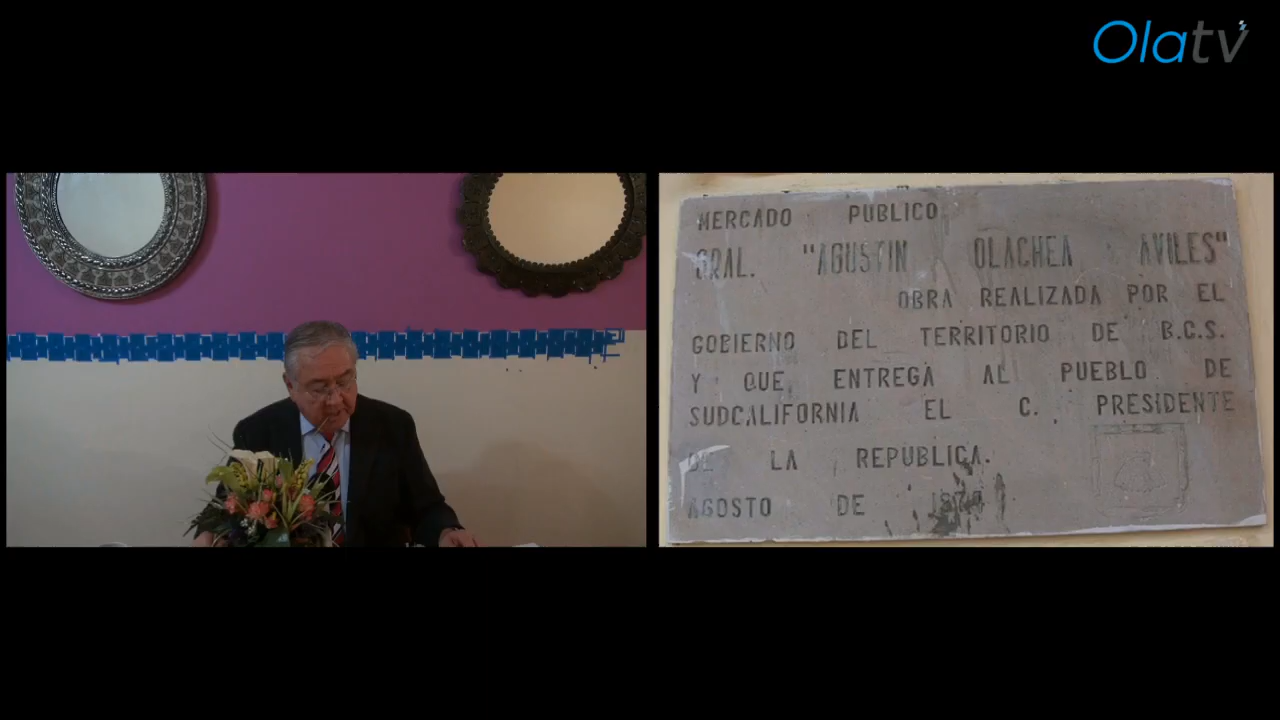 Olatv
MERCADO PUBLICO
GRAL. "AGUSTIN OLACHEA AVILES"
OBRA REALIZADA POR EL
GOBIERNO DEL TERRITORIO DE B.C.S.
Y QUE ENTREGA AL PUEBLO DE
SUDCALIFORNIA EL C. PRESIDENTE
DE LA REPUBLICA.
AGOSTO DE